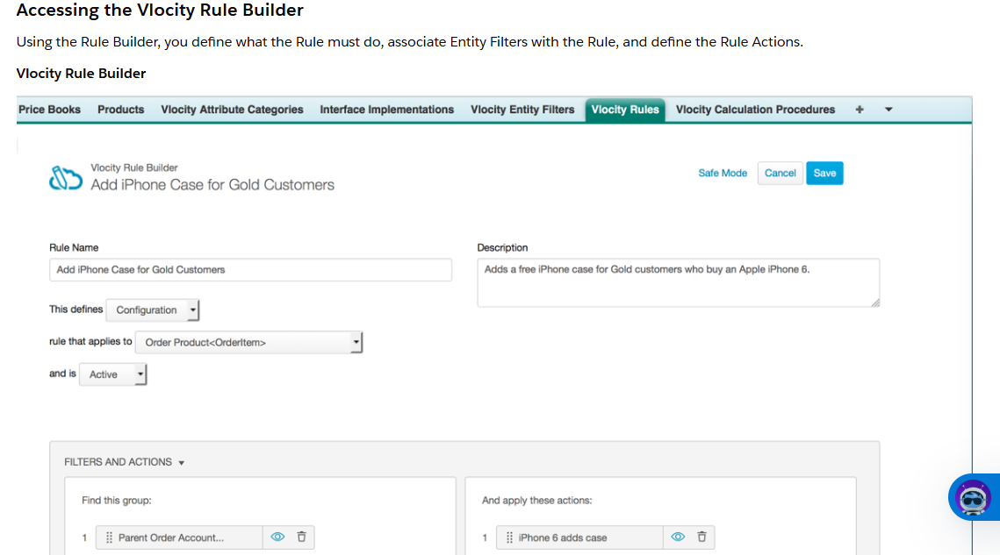 Accessing the Vlocity Rule Builder
Using the Rule Builder, you define what the Rule must do, associate Entity Filters with the Rule, and define the Rule Actions.
Vlocity Rule Builder
Price Books Products Vlocity Attribute Categories Interface Implementations Vlocity Entity Filters Vlocity Rules Vlocity Calculation Procedures +
Vlocity Rule Builder
Add iPhone Case for Gold Customers
Safe Mode Cancel Save
Rule Name
Add iPhone Case for Gold Customers
Description
Adds a free iPhone case for Gold customers who buy an Apple iPhone 6.
This defines Configuration
rule that applies to Order Product<OrderItem>
and is Active
FILTERS AND ACTIONS
Find this group:
1 Parent Order Account...
And apply these actions:
1 iPhone 6 adds case